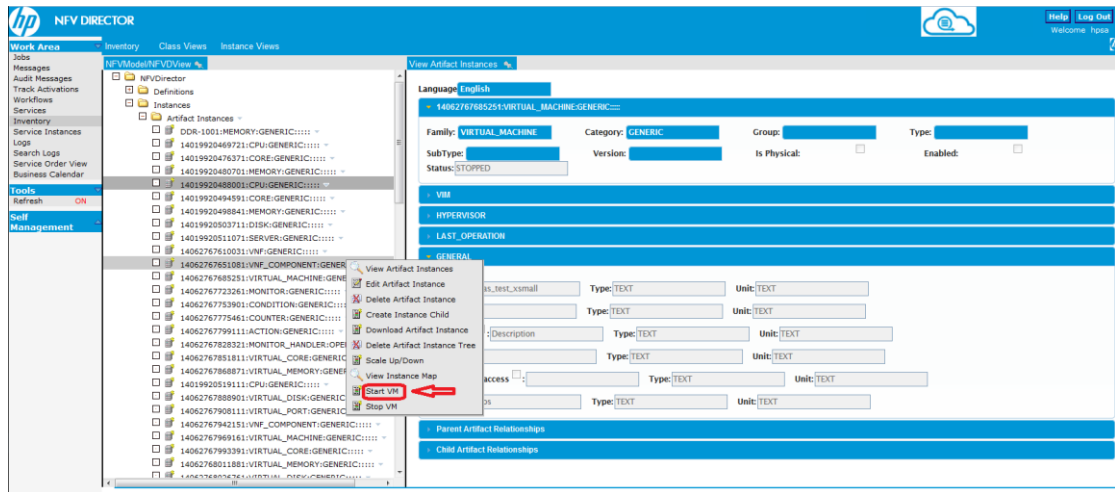 hp NFV DIRECTOR
Help Log Out
Welcome hpsa
Work Area
Jobs
Messages
Audit Messages
Track Activations
Workflows
Services
Inventory
Service Instances
Logs
Search Logs
Service Order View
Business Calendar
Tools
Refresh ON
Self
Management
Inventory Class Views Instance Views
NFVModel/NFVDView
NFVDirector
Definitions
Instances
Artifact Instances
DDR-1001:MEMORY:GENERIC:::::
14019920469721:CPU:GENERIC:::::
14019920476371:CORE:GENERIC:::::
14019920480701:MEMORY:GENERIC:::::
14019920488001:CPU:GENERIC:::::
14019920494591:CORE:GENERIC:::::
14019920498841:MEMORY:GENERIC:::::
14019920503711:DISK:GENERIC:::::
14019920511071:SERVER:GENERIC:::::
14062767610031:VNF:GENERIC:::::
14062767651081:VNF_COMPONENT:GENER
14062767685251:VIRTUAL_MACHINE:GENE
14062767723261:MONITOR:GENERIC:::::
14062767753901:CONDITION:GENERIC::::
14062767775461:COUNTER:GENERIC:::::
14062767799111:ACTION:GENERIC:::::
14062767828321:MONITOR_HANDLER:OPE
14062767851811:VIRTUAL_CORE:GENERIC
14062767868871:VIRTUAL_MEMORY:GENE
14019920519111:CPU:GENERIC:::::
14062767888901:VIRTUAL_DISK:GENERIC
14062767908111:VIRTUAL_PORT:GENERIC
14062767942151:VNF_COMPONENT:GENERIC:::::
14062767969161:VIRTUAL_MACHINE:GENERIC:::::
14062767993391:VIRTUAL_CORE:GENERIC:::::
14062768011881:VIRTUAL_MEMORY:GENERIC:::::
14062768026761:VIRTUAL_DISK:GENERIC:::::
View Artifact Instances
Edit Artifact Instance
Delete Artifact Instance
Create Instance Child
Download Artifact Instance
Delete Artifact Instance Tree
Scale Up/Down
View Instance Map
Start VM
Stop VM
View Artifact Instances
Language: English
14062767685251:VIRTUAL_MACHINE:GENERIC:::::
Family: VIRTUAL_MACHINE Category: GENERIC Group: Type:
SubType: Version: Is Physical: Enabled:
Status: STOPPED
VIM
HYPERVISOR
LAST_OPERATION
GENERAL
as_test_xsmall Type: TEXT Unit: TEXT
Type: TEXT Unit: TEXT
: Description Type: TEXT Unit: TEXT
Type: TEXT Unit: TEXT
access : Type: TEXT Unit: TEXT
Type: TEXT Unit: TEXT
Parent Artifact Relationships
Child Artifact Relationships